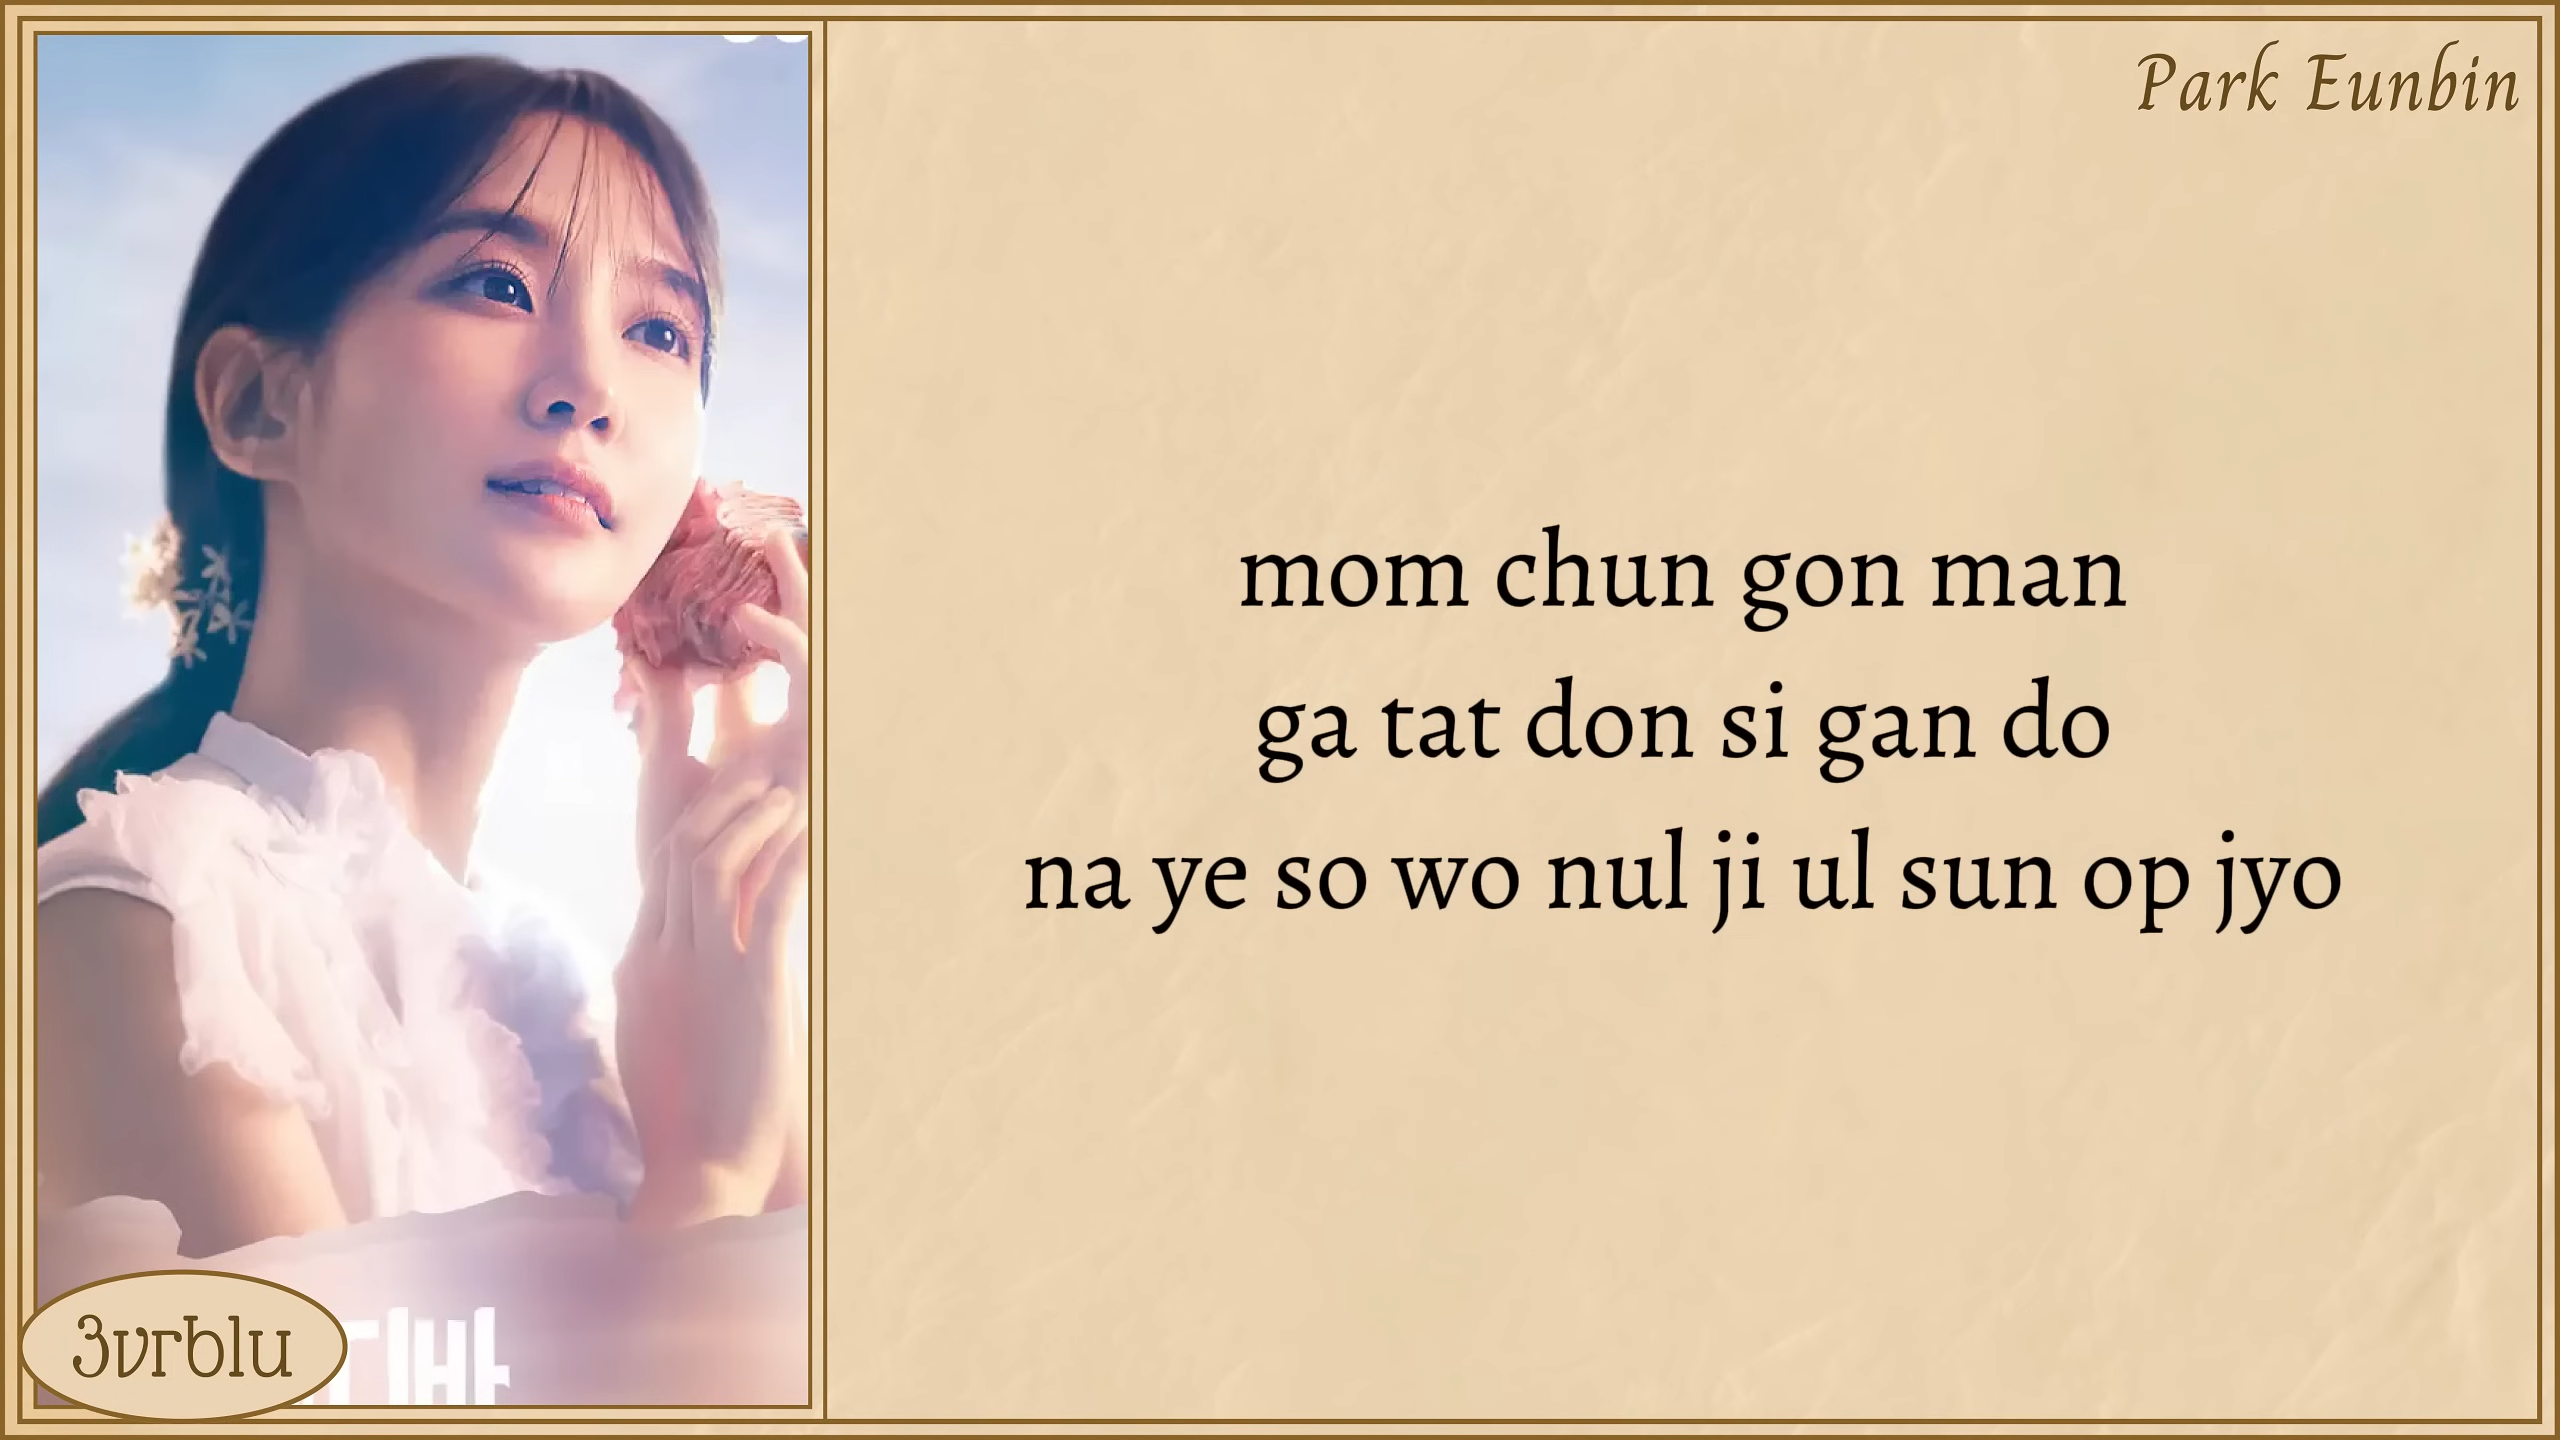 Park Eunbin
mom chun gon man
ga tat don si gan do
na ye so wo nul ji ul sun op jyo
3vrblu